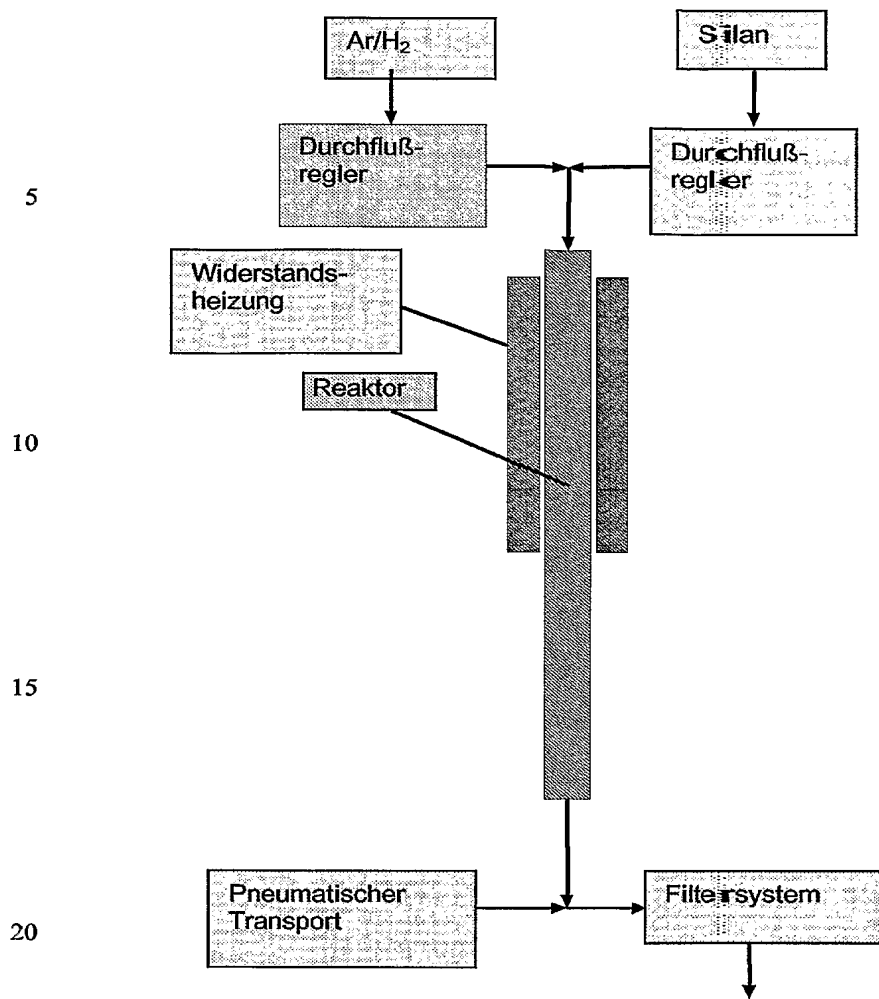 Ar/H₂
Silan
Durchfluß-
regler
Durchfluß-
regler
5
Widerstands-
heizung
Reaktor
10
15
Pneumatischer
Transport
Filtersystem
20